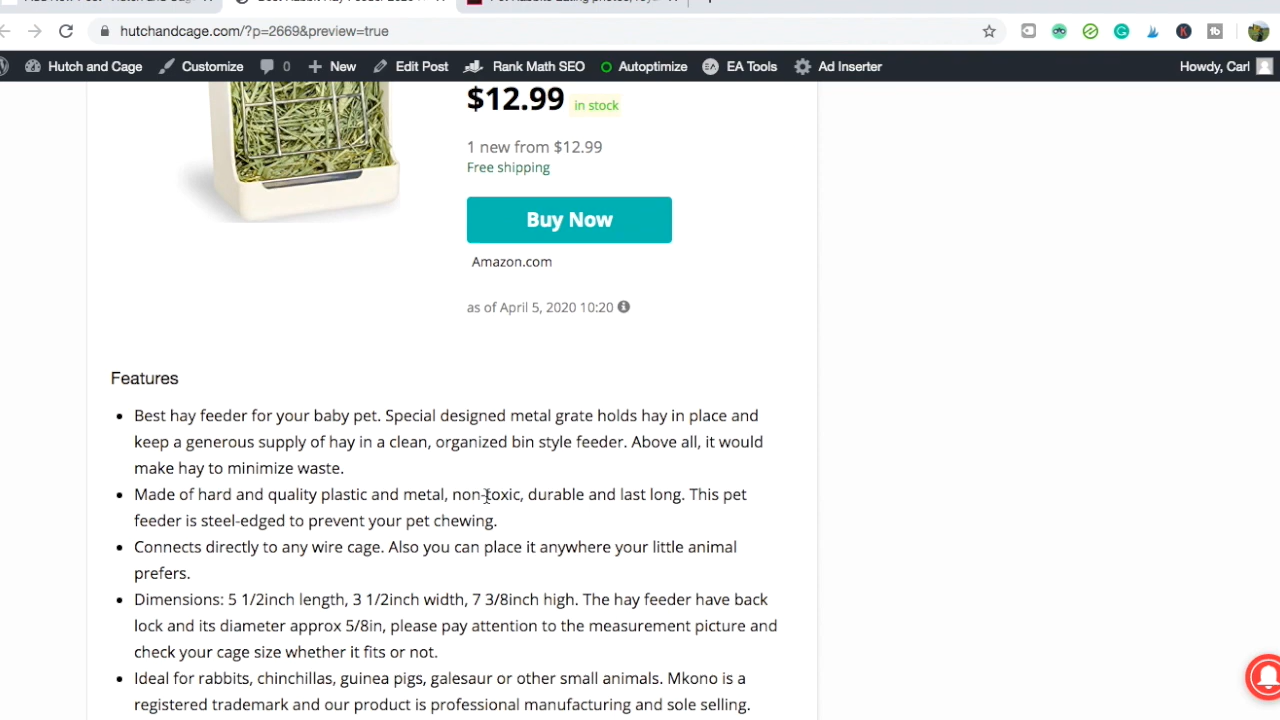 hutchandcage.com/?p=2669&preview=true
Hutch and Cage Customize 0 New Edit Post Rank Math SEO Autoptimize EA EA Tools Ad Inserter Howdy, Carl
$12.99 in stock
1 new from $12.99
Free shipping
Buy Now
Amazon.com
as of April 5, 2020 10:20
Features
Best hay feeder for your baby pet. Special designed metal grate holds hay in place and
keep a generous supply of hay in a clean, organized bin style feeder. Above all, it would
make hay to minimize waste.
Made of hard and quality plastic and metal, non-toxic, durable and last long. This pet
feeder is steel-edged to prevent your pet chewing.
Connects directly to any wire cage. Also you can place it anywhere your little animal
prefers.
Dimensions: 5 1/2inch length, 3 1/2inch width, 7 3/8inch high. The hay feeder have back
lock and its diameter approx 5/8in, please pay attention to the measurement picture and
check your cage size whether it fits or not.
Ideal for rabbits, chinchillas, guinea pigs, galesaur or other small animals. Mkono is a
registered trademark and our product is professional manufacturing and sole selling.